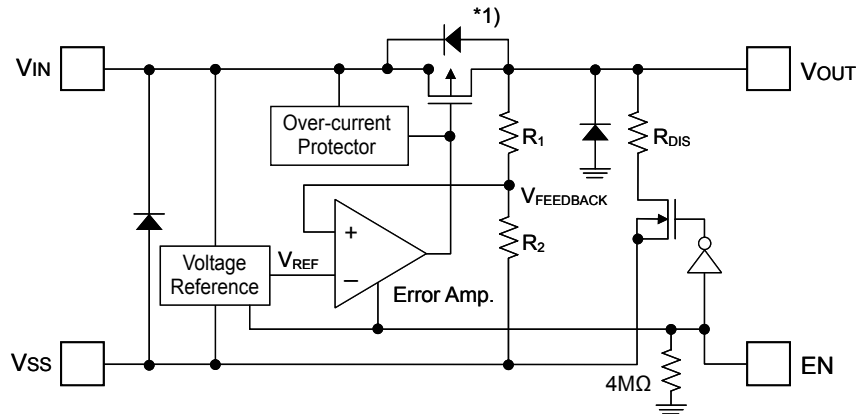 *1)
VIN
VOUT
Over-current
Protector
R1
RDIS
VFEEDBACK
+
R2
Voltage
Reference
VREF
−
Error Amp.
VSS
4MΩ
EN